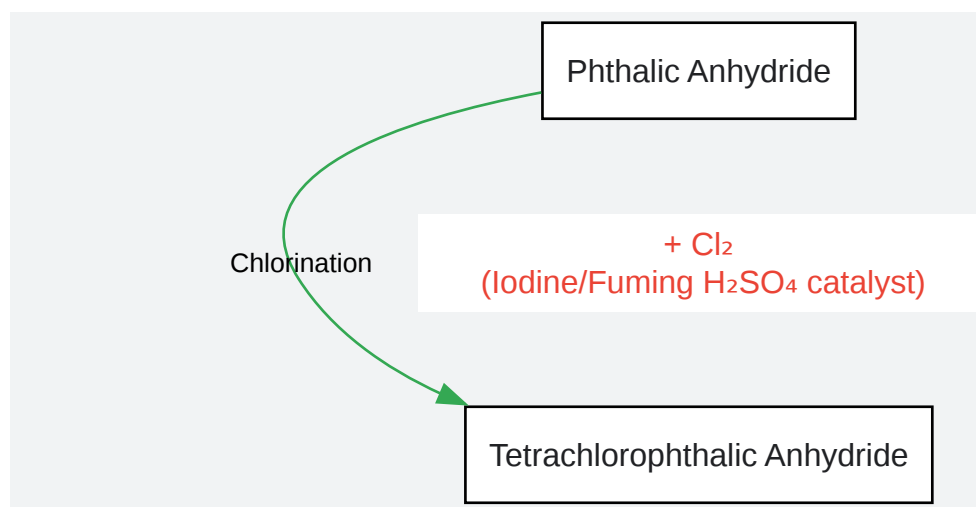 Phthalic Anhydride
+ Cl₂
Chlorination
(Iodine/Fuming H₂SO₄ catalyst)
Tetrachlorophthalic Anhydride